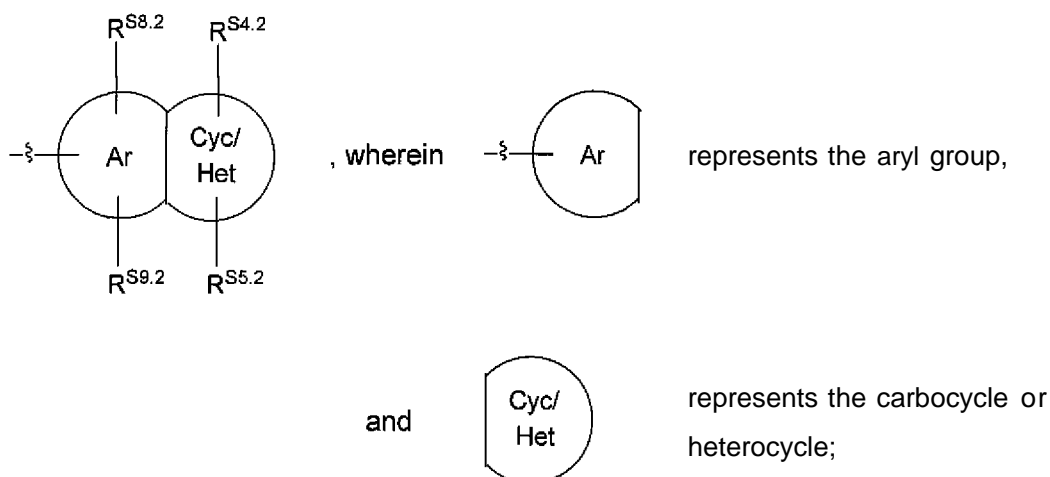 R^S8.2 R^S4.2
Ar Cyc/ Het , wherein Ar represents the aryl group,
R^S9.2 R^S5.2
and Cyc/ Het represents the carbocycle or
heterocycle;